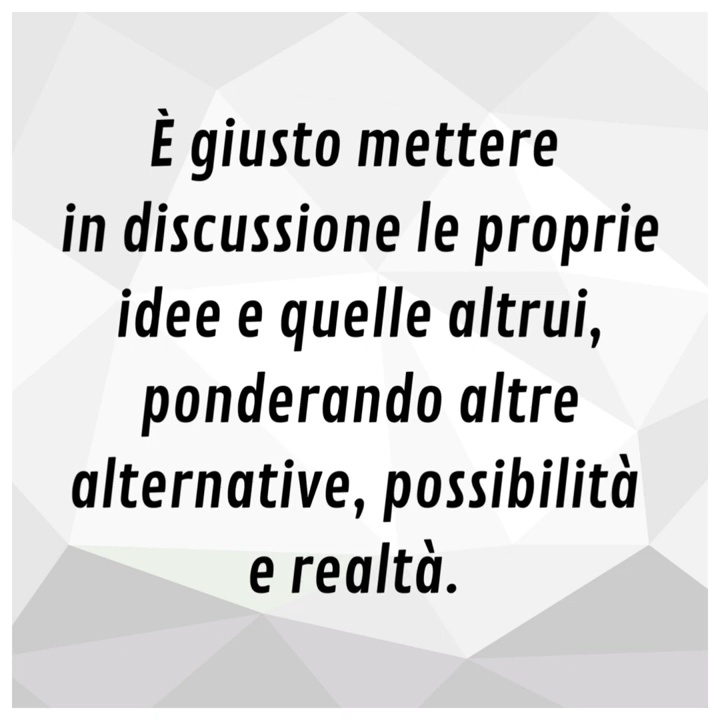 È giusto mettere
in discussione le proprie
idee e quelle altrui,
ponderando altre
alternative, possibilità
e realtà.